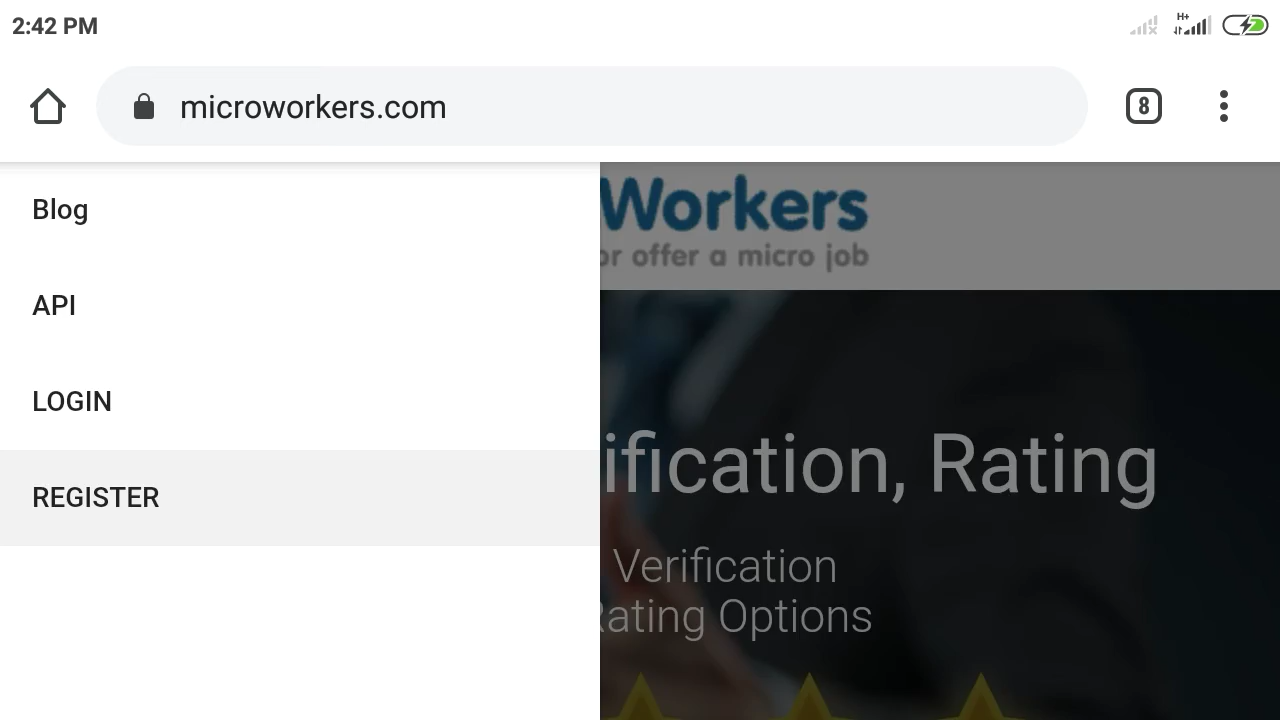 2:42 PM
H+
microworkers.com
8
Blog
API
LOGIN
REGISTER
Workers
or offer a micro job
ification, Rating
Verification
Rating Options